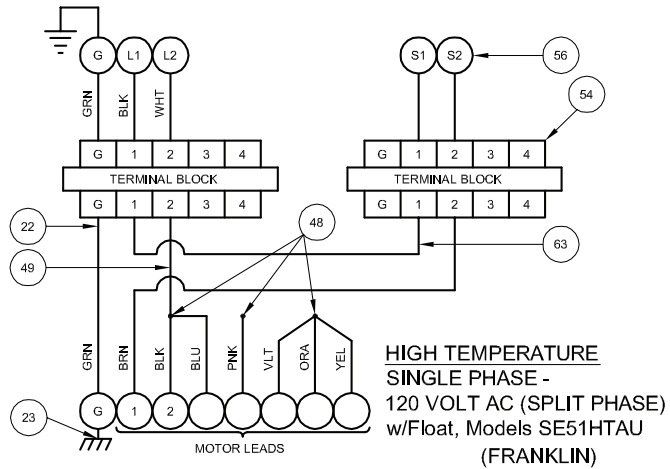 G L1 L2 S1 S2 56
54
GRN BLK WHT
G 1 2 3 4 G 1 2 3 4
TERMINAL BLOCK TERMINAL BLOCK
G 1 2 3 4 G 1 2 3 4
22 48
49 63
GRN BRN BLK BLU PNK VLT ORA YEL
HIGH TEMPERATURE
SINGLE PHASE -
120 VOLT AC (SPLIT PHASE)
w/Float, Models SE51HTAU
(FRANKLIN)
23 G 1 2
MOTOR LEADS